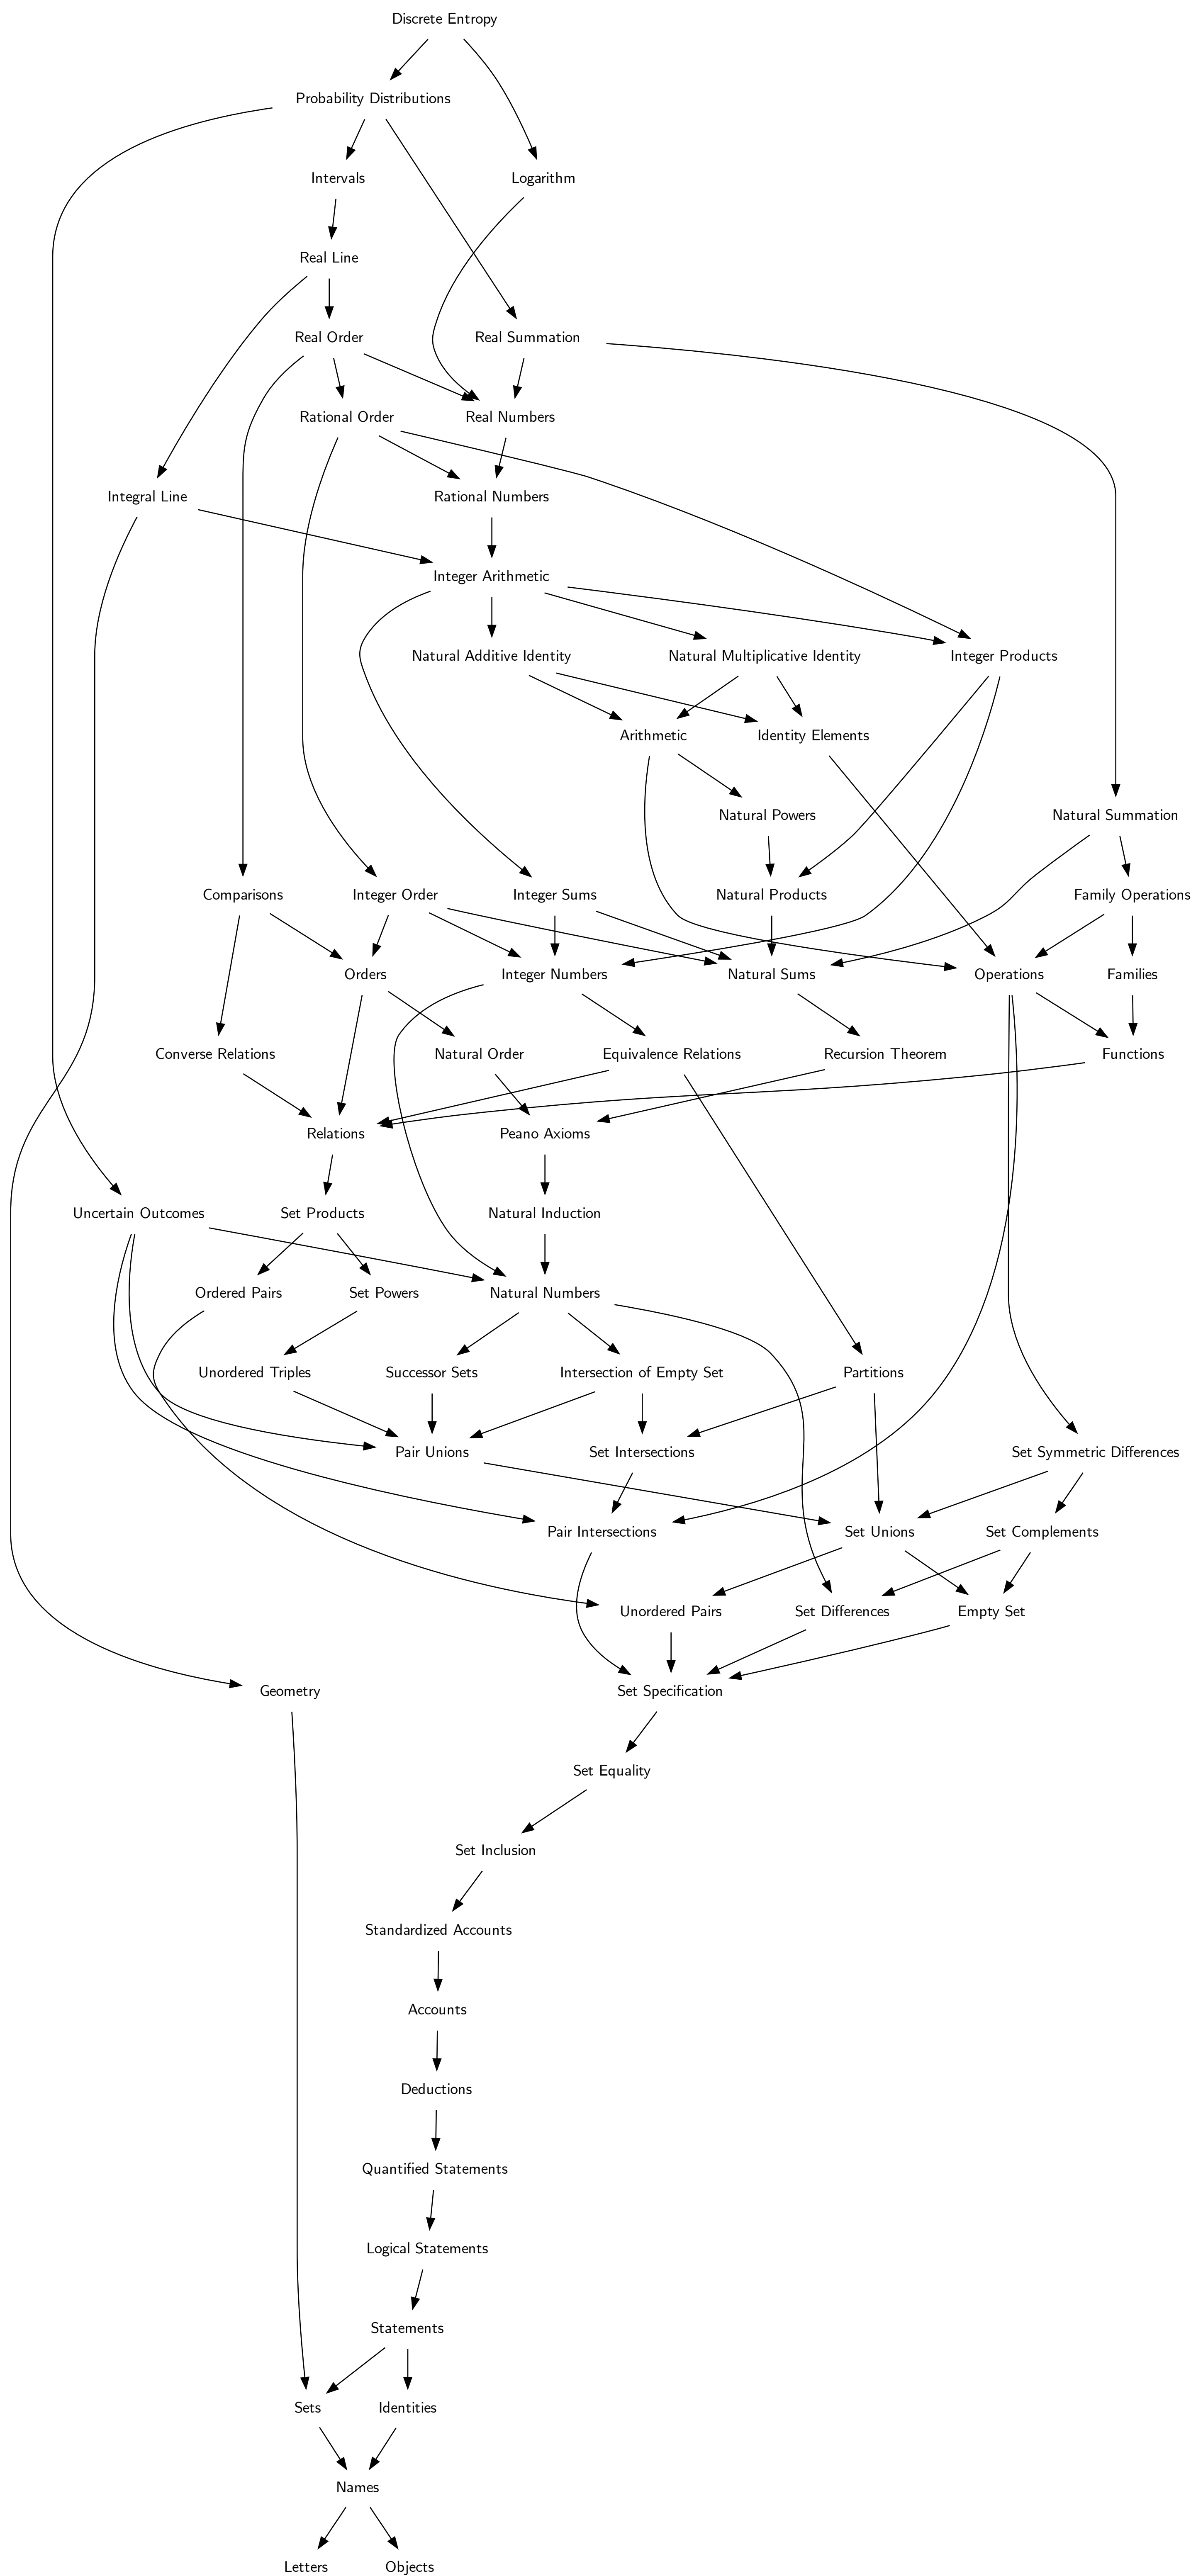 Discrete Entropy
Probability Distributions
Intervals
Logarithm
Real Line
Real Order
Real Summation
Rational Order
Real Numbers
Integral Line
Rational Numbers
Integer Arithmetic
Natural Additive Identity
Natural Multiplicative Identity
Integer Products
Arithmetic
Identity Elements
Natural Powers
Natural Summation
Comparisons
Integer Order
Integer Sums
Natural Products
Family Operations
Orders
Integer Numbers
Natural Sums
Operations
Families
Converse Relations
Natural Order
Equivalence Relations
Recursion Theorem
Functions
Relations
Peano Axioms
Uncertain Outcomes
Set Products
Natural Induction
Ordered Pairs
Set Powers
Natural Numbers
Unordered Triples
Successor Sets
Intersection of Empty Set
Partitions
Pair Unions
Set Intersections
Set Symmetric Differences
Pair Intersections
Set Unions
Set Complements
Unordered Pairs
Set Differences
Empty Set
Geometry
Set Specification
Set Equality
Set Inclusion
Standardized Accounts
Accounts
Deductions
Quantified Statements
Logical Statements
Statements
Sets
Identities
Names
Letters
Objects